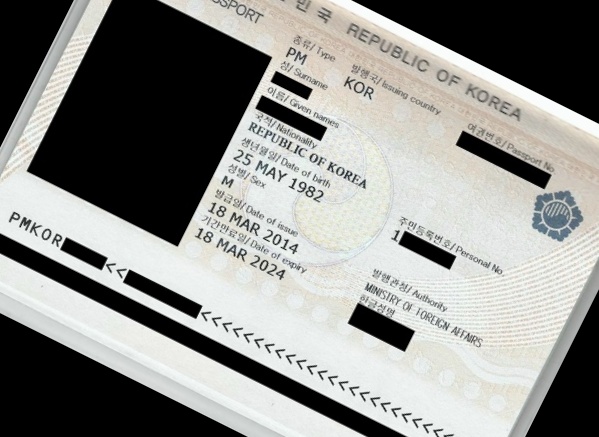 민국 REPUBLIC OF KOREA
SSPORT
종류/ Type 발행국/ Issuing country 여권번호/ Passport No
PM KOR
성/ Surname
이름/ Given names
국적/ Nationality
REPUBLIC OF KOREA
생년월일/ Date of birth
25 MAY 1982
성별/ Sex 주민등록번호/ Personal No
M 1
발급일/ Date of issue
18 MAR 2014
발행관청/ Authority
MINISTRY OF FOREIGN AFFAIRS
기간만료일/ Date of expiry
18 MAR 2024
한글성명
PMKOR<<<<<<<<<<<<<<<<<<<<<<<<<<<<<<